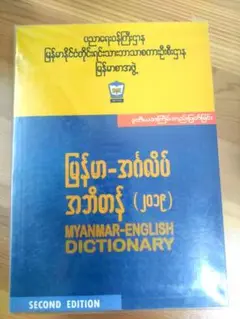 ပညာရေးဝန်ကြီးဌာန
မြန်မာနိုင်ငံတိုင်းရင်းသားဘာသာစကားဦးစီးဌာန
မြန်မာစာအဖွဲ့
မြန်မာ-အင်္ဂလိပ်
အဘိဓာန် (၂၀၁၉)
MYANMAR-ENGLISH
DICTIONARY
SECOND EDITION